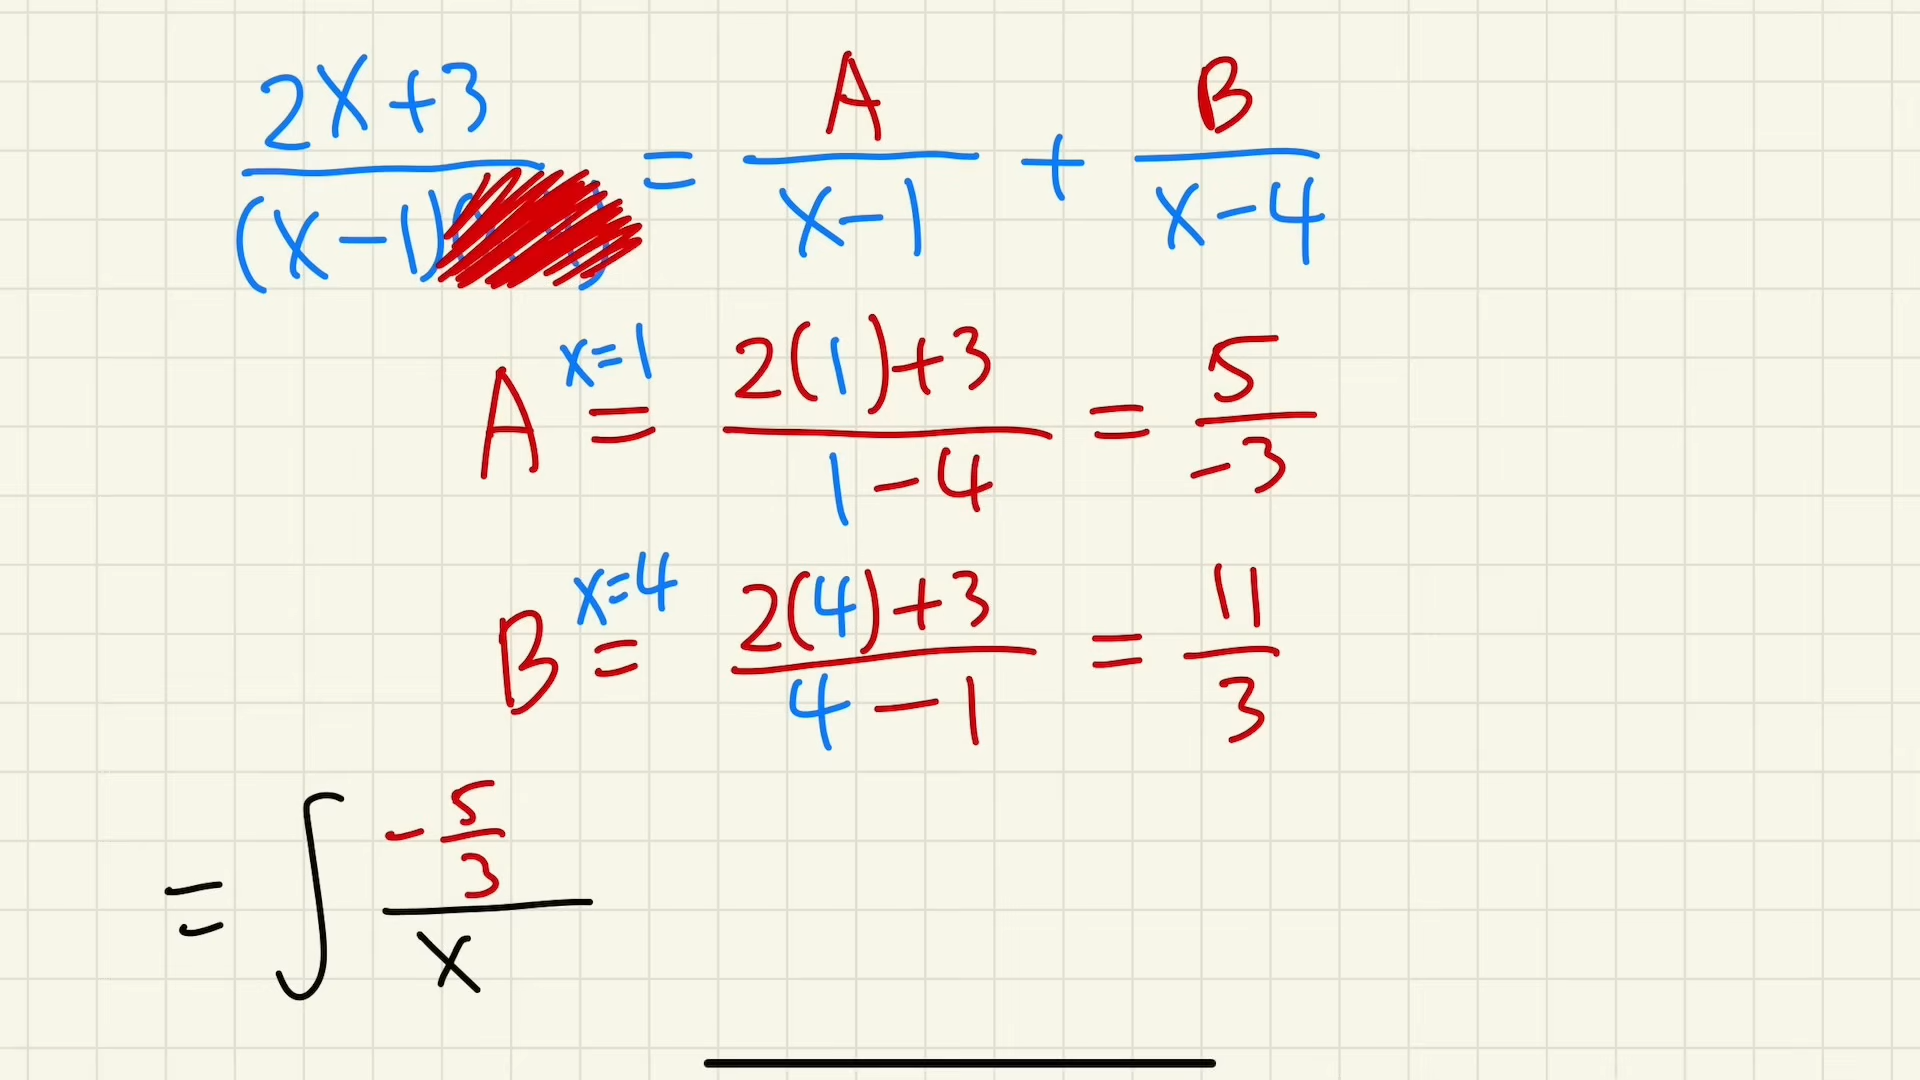 2x+3/(x-1)( ) = A/x-1 + B/x-4
A = x=1 2(1)+3/1-4 = 5/-3
B = x=4 2(4)+3/4-1 = 11/3
= ∫ -5/3/x